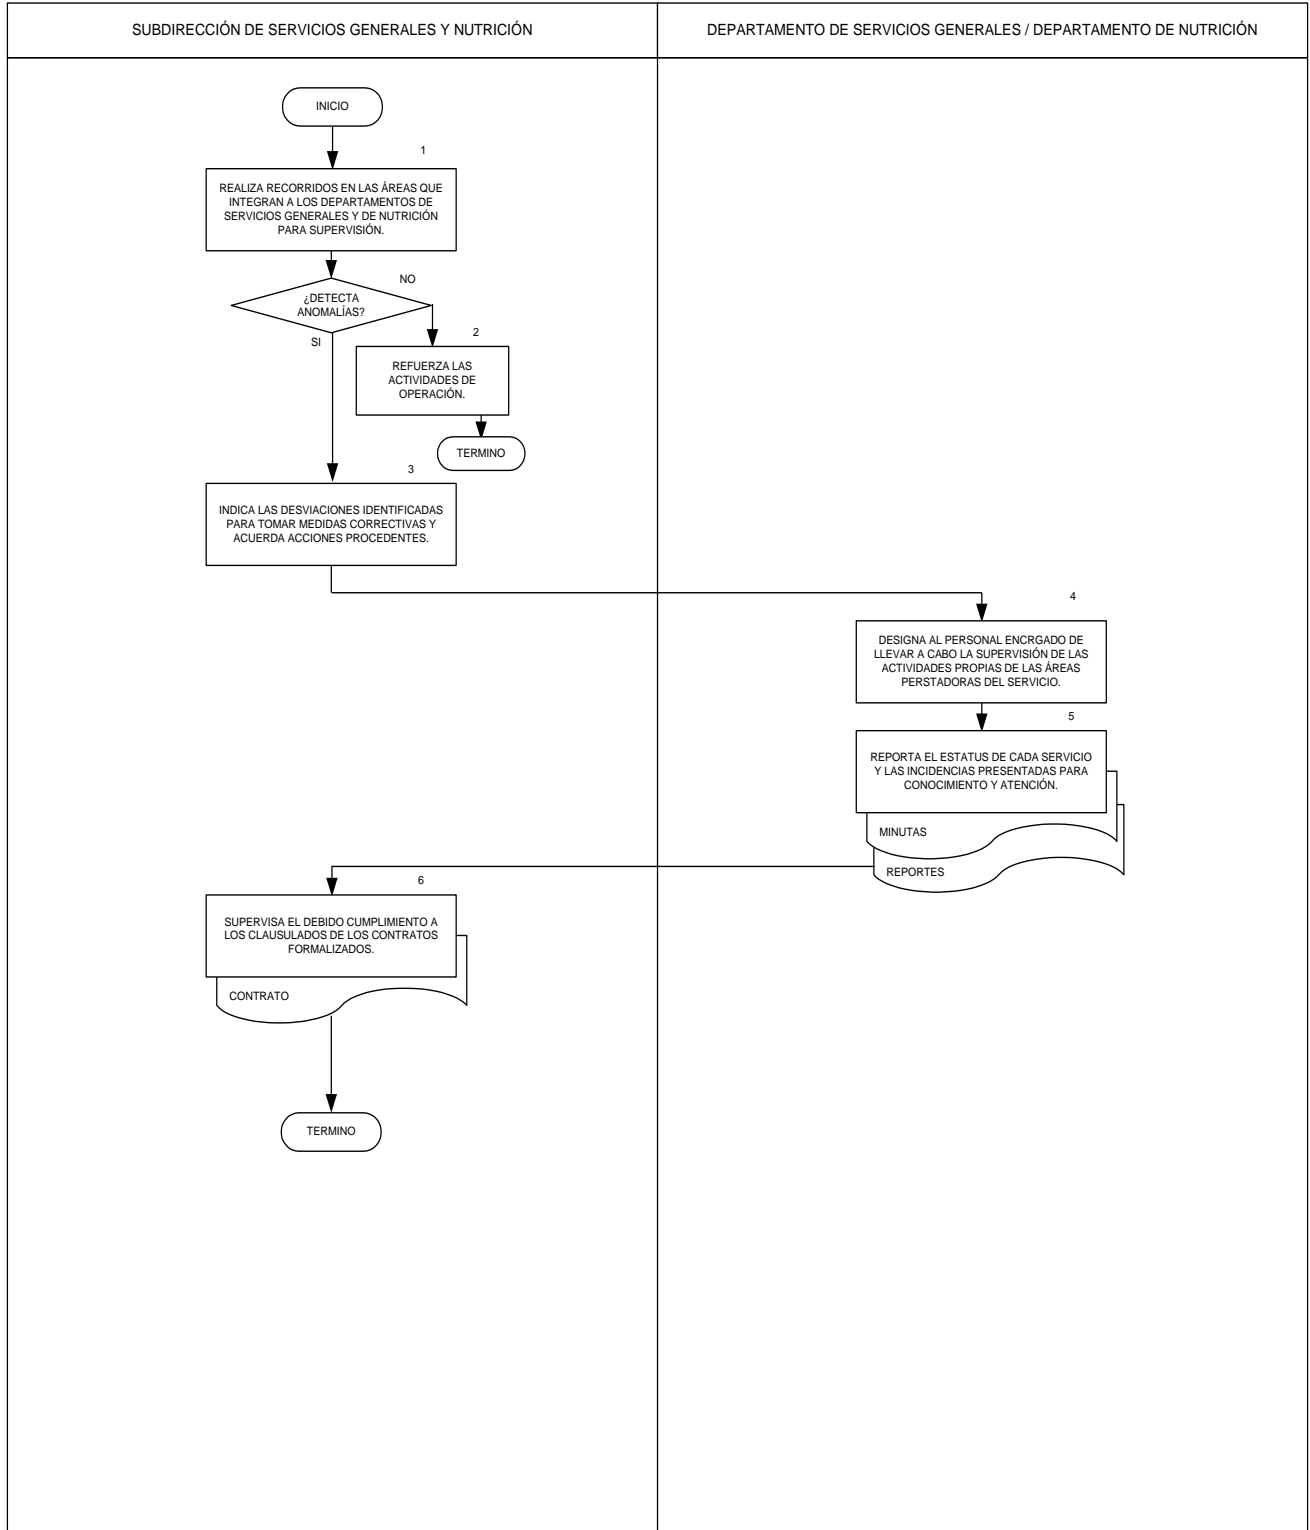 SUBDIRECCIÓN DE SERVICIOS GENERALES Y NUTRICIÓN
DEPARTAMENTO DE SERVICIOS GENERALES / DEPARTAMENTO DE NUTRICIÓN
INICIO
1
REALIZA RECORRIDOS EN LAS ÁREAS QUE
INTEGRAN A LOS DEPARTAMENTOS DE
SERVICIOS GENERALES Y DE NUTRICIÓN
PARA SUPERVISIÓN.
¿DETECTA
ANOMALÍAS?
NO
SI
2
REFUERZA LAS
ACTIVIDADES DE
OPERACIÓN.
TERMINO
3
INDICA LAS DESVIACIONES IDENTIFICADAS
PARA TOMAR MEDIDAS CORRECTIVAS Y
ACUERDA ACCIONES PROCEDENTES.
4
DESIGNA AL PERSONAL ENCRGADO DE
LLEVAR A CABO LA SUPERVISIÓN DE LAS
ACTIVIDADES PROPIAS DE LAS ÁREAS
PERSTADORAS DEL SERVICIO.
5
REPORTA EL ESTATUS DE CADA SERVICIO
Y LAS INCIDENCIAS PRESENTADAS PARA
CONOCIMIENTO Y ATENCIÓN.
MINUTAS
REPORTES
6
SUPERVISA EL DEBIDO CUMPLIMIENTO A
LOS CLAUSULADOS DE LOS CONTRATOS
FORMALIZADOS.
CONTRATO
TERMINO